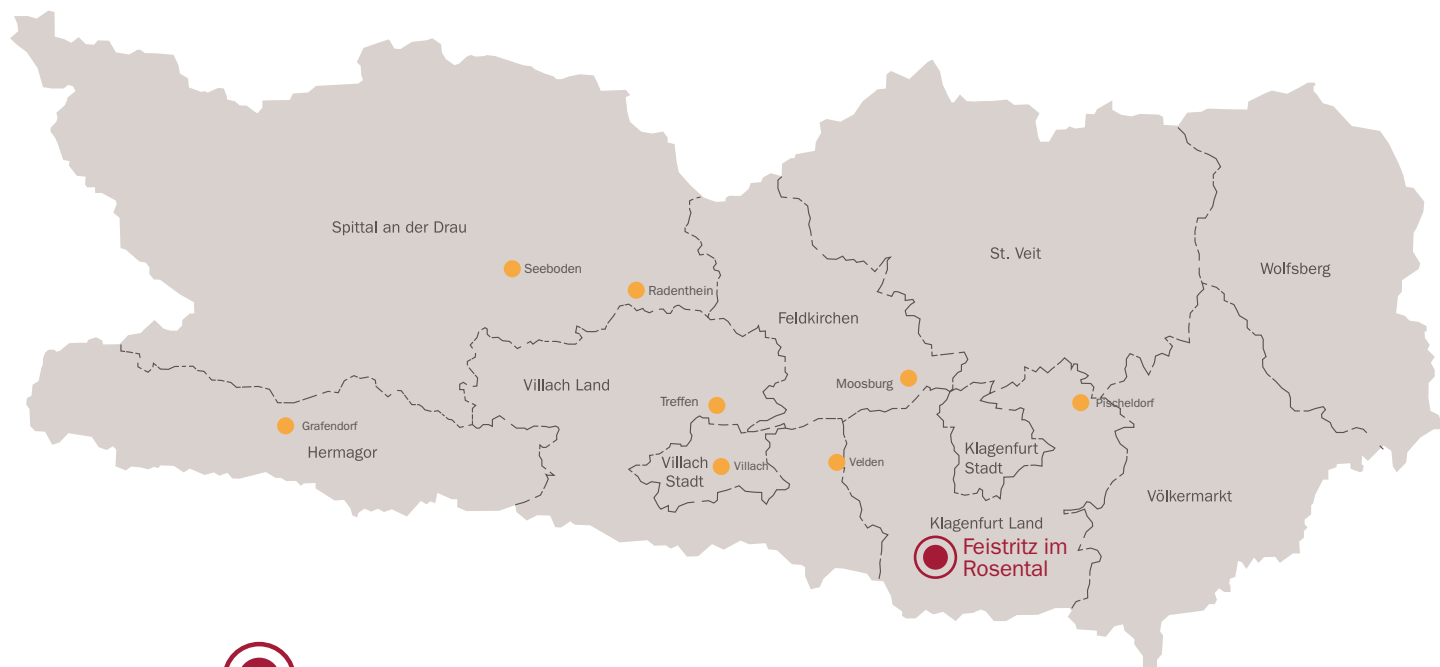 Spittal an der Drau
Seeboden
Radenthein
St. Veit
Wolfsberg
Feldkirchen
Villach Land
Moosburg
Treffen
Pischeldorf
Grafendorf
Hermagor
Villach
Stadt
Villach
Velden
Klagenfurt
Stadt
Völkermarkt
Klagenfurt Land
Feistritz im
Rosental